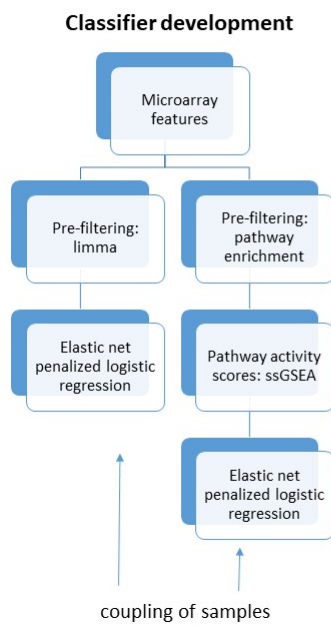 Classifier development
Microarray
features
Pre-filtering:
limma
Elastic net
penalized logistic
regression
Pre-filtering:
pathway
enrichment
Pathway activity
scores: ssGSEA
Elastic net
penalized logistic
regression
coupling of samples